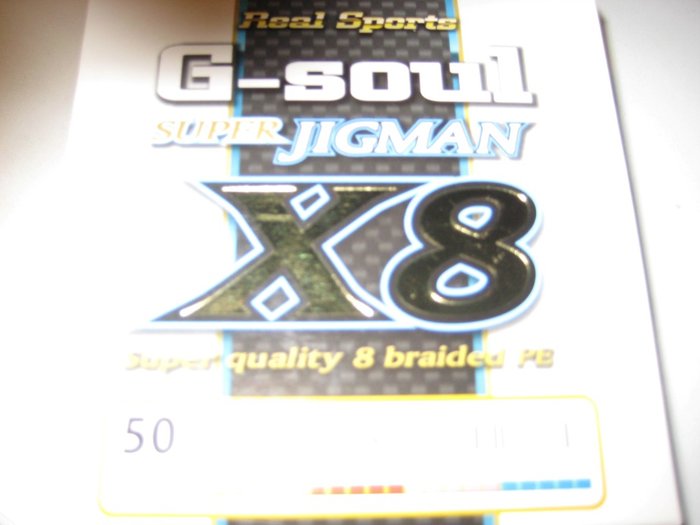 Real Sports
G-soul
SUPER JIGMAN
X8
Super quality 8 braided PE
50